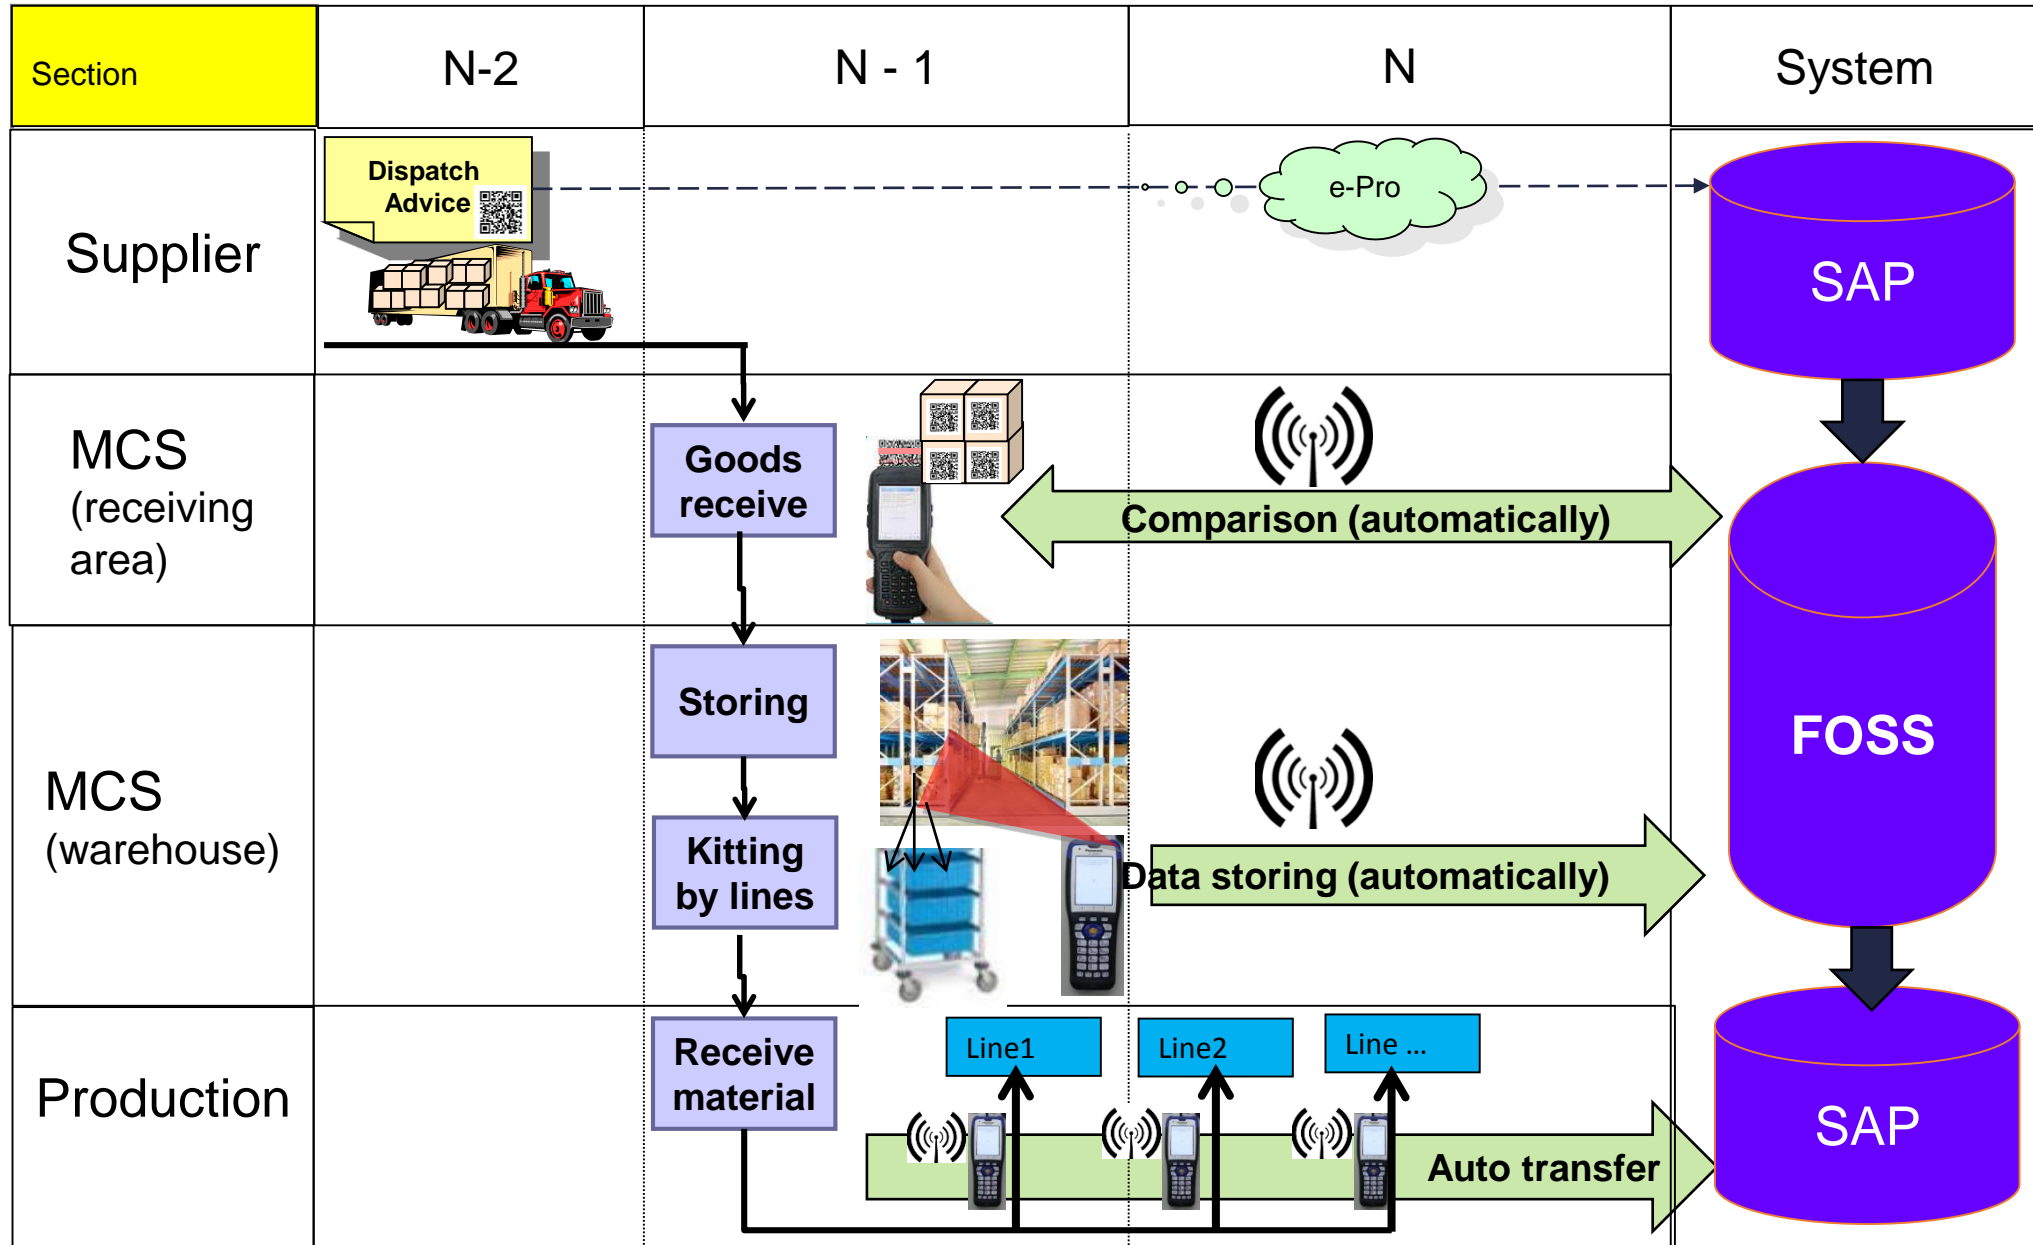 Section
N-2
N - 1
N
System
Supplier
Dispatch
Advice
e-Pro
SAP
MCS
(receiving
area)
Goods
receive
Comparison (automatically)
MCS
(warehouse)
Storing
Kitting
by lines
Data storing (automatically)
FOSS
Production
Receive
material
Line1
Line2
Line ...
Auto transfer
SAP